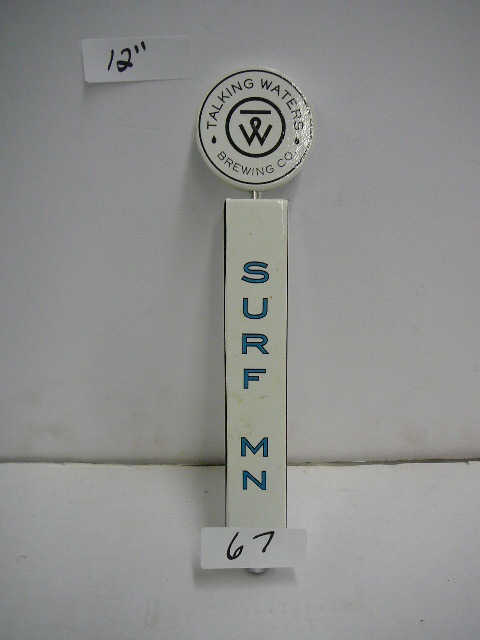 12"
TALKING WATERS
TW
• BREWING CO. •
SURF
MN
67